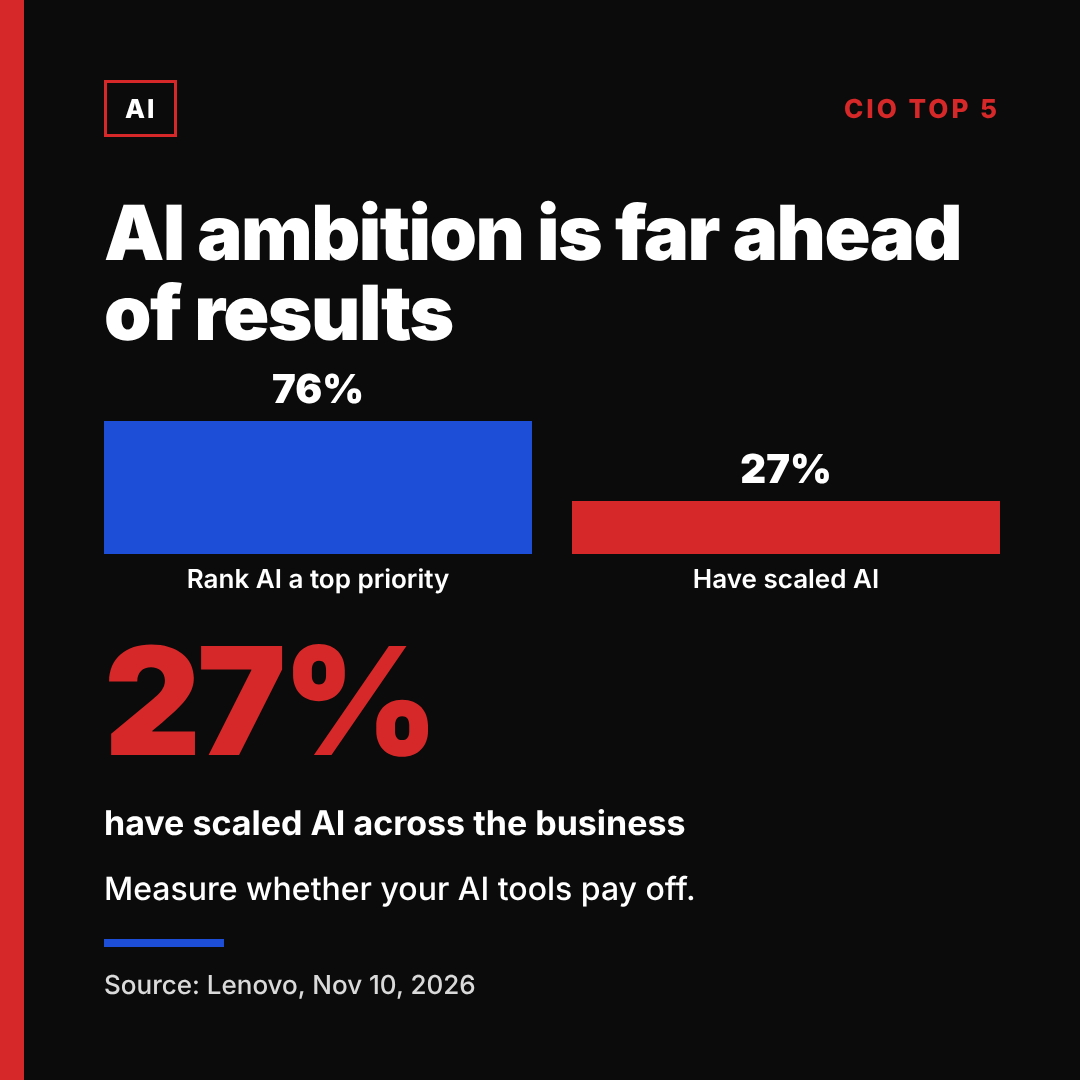 AI
CIO TOP 5
AI ambition is far ahead
of results
76%
27%
Rank AI a top priority
Have scaled AI
27%
have scaled AI across the business
Measure whether your AI tools pay off.
Source: Lenovo, Nov 10, 2026